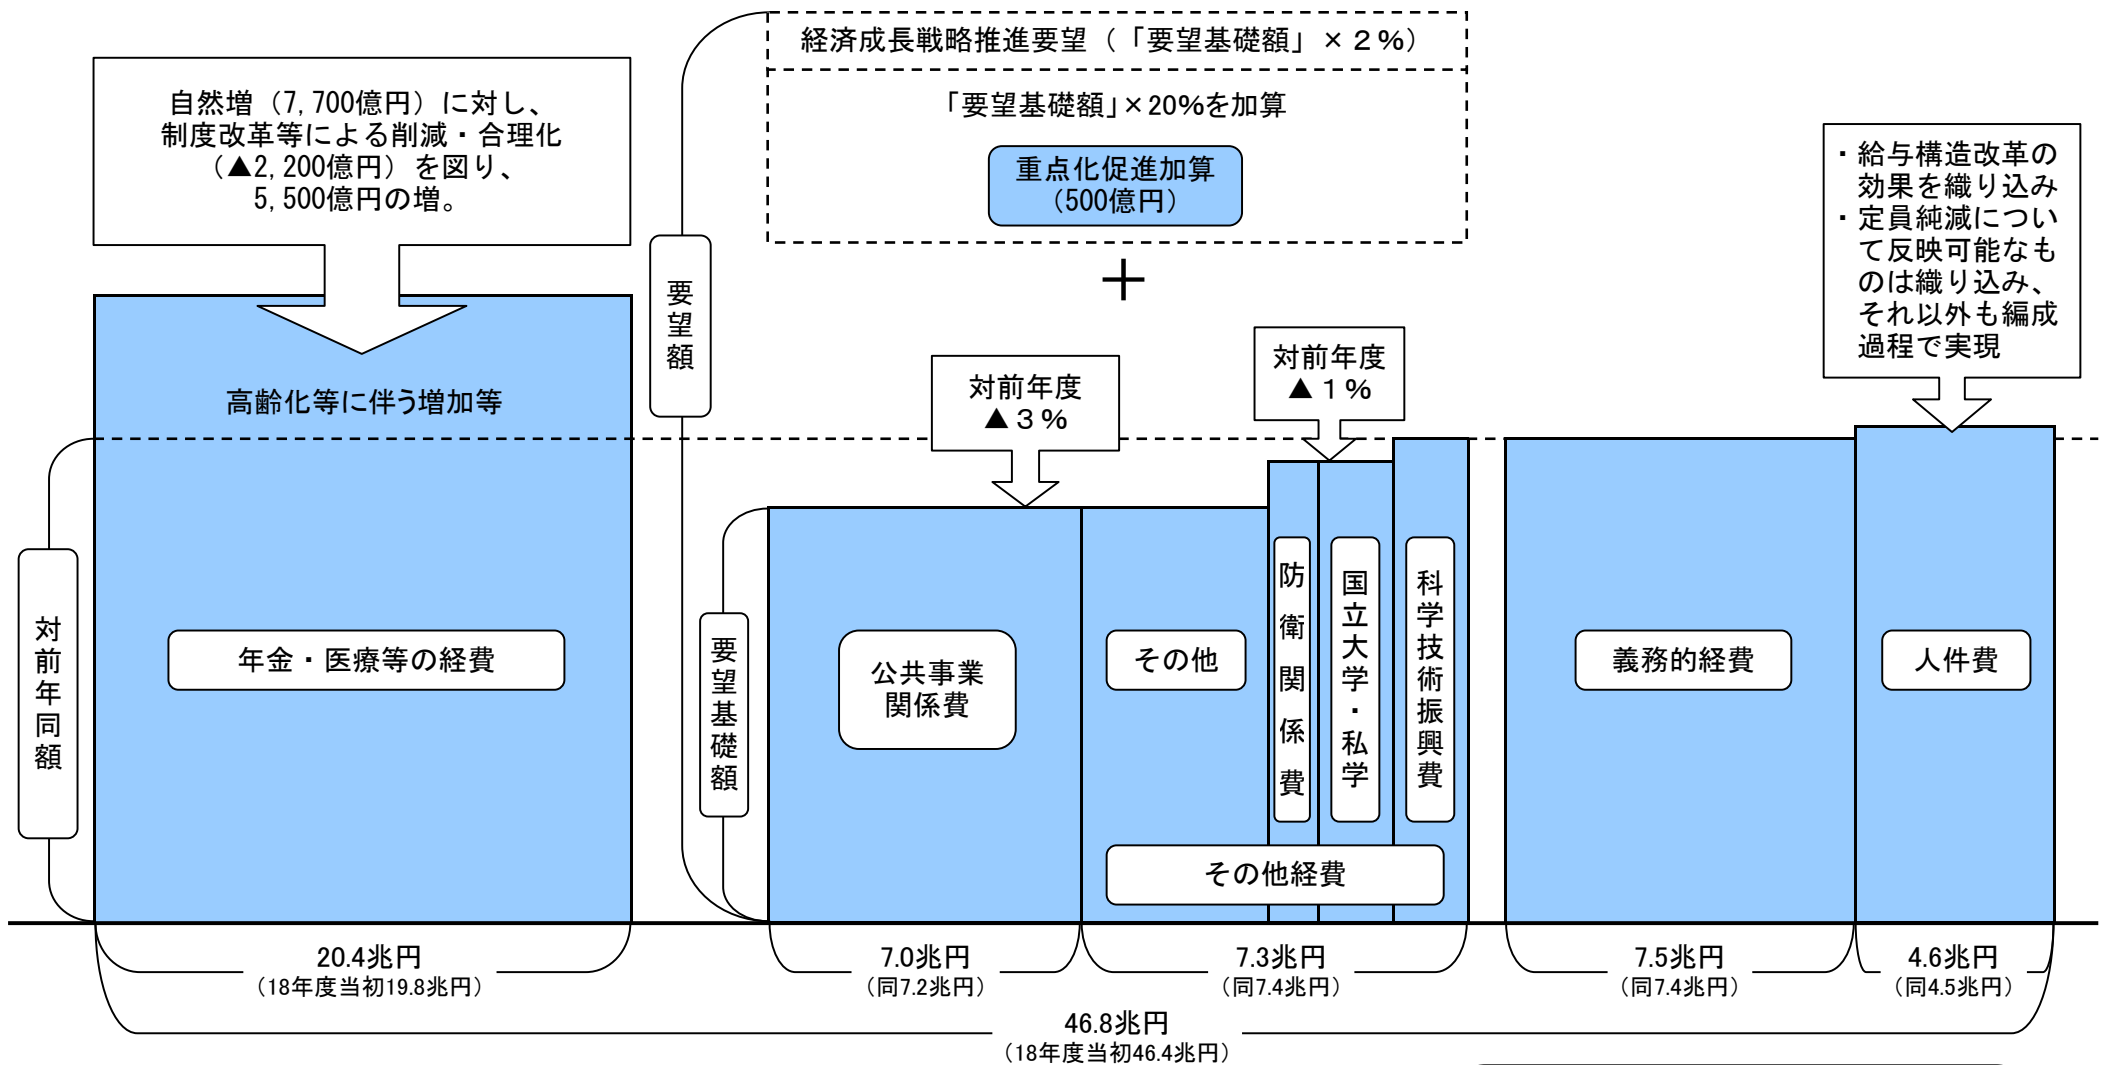 経済成長戦略推進要望（「要望基礎額」×２%）
「要望基礎額」×20%を加算
重点化促進加算
（500億円）
自然増（7,700億円）に対し、
制度改革等による削減・合理化
（▲2,200億円）を図り、
5,500億円の増。
・給与構造改革の
効果を織り込み
・定員純減につい
て反映可能なも
のは織り込み、
それ以外も編成
過程で実現
要望額
＋
対前年度
▲１%
対前年度
▲３%
高齢化等に伴う増加等
対前年同額
年金・医療等の経費
要望基礎額
公共事業
関係費
その他
防衛関係費
国立大学・私学
科学技術振興費
その他経費
義務的経費
人件費
20.4兆円
（18年度当初19.8兆円）
7.0兆円
（同7.2兆円）
7.3兆円
（同7.4兆円）
7.5兆円
（同7.4兆円）
4.6兆円
（同4.5兆円）
46.8兆円
（18年度当初46.4兆円）